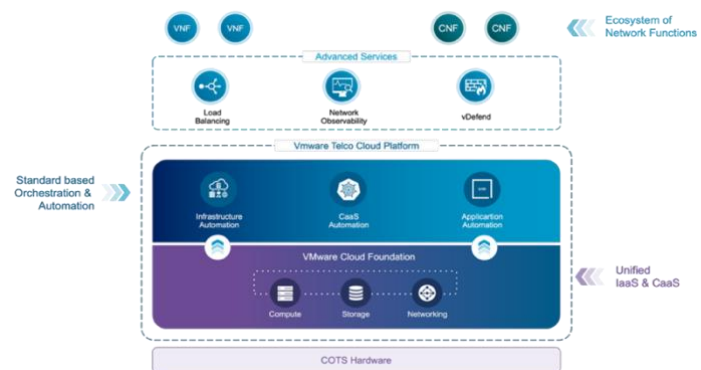 VNF
VNF
CNF
CNF
Ecosystem of
Network Functions
Advanced Services
Load
Balancing
Network
Observability
vDefend
Vmware Telco Cloud Platform
Standard based
Orchestration &
Automation
Infrastructure
Automation
CaaS
Automation
Applicartion
Automation
VMware Cloud Foundation
Unified
IaaS & CaaS
Compute
Storage
Networking
COTS Hardware